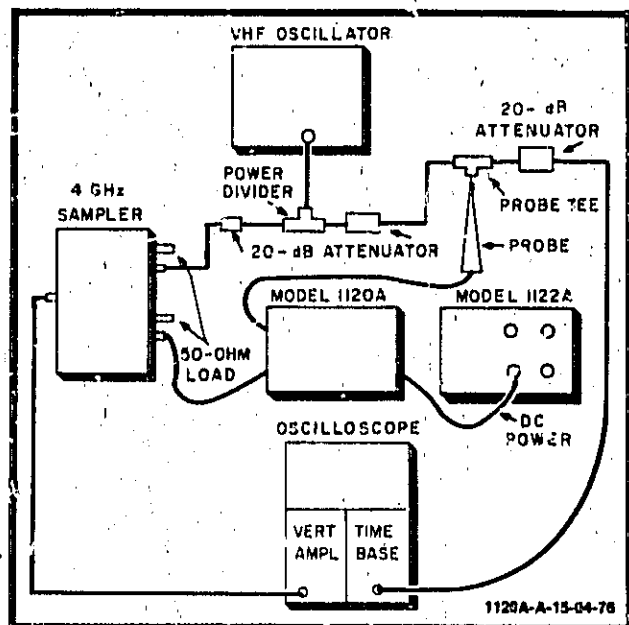 VHF OSCILLATOR
20- dB
ATTENUATOR
POWER
DIVIDER
4 GHz
SAMPLER
PROBE TEE
20-dB ATTENUATOR
PROBE
MODEL 1120A
MODEL 1122A
50-OHM
LOAD
DC
POWER
OSCILLOSCOPE
VERT
AMPL
TIME
BASE
1120A-A-15-04-76